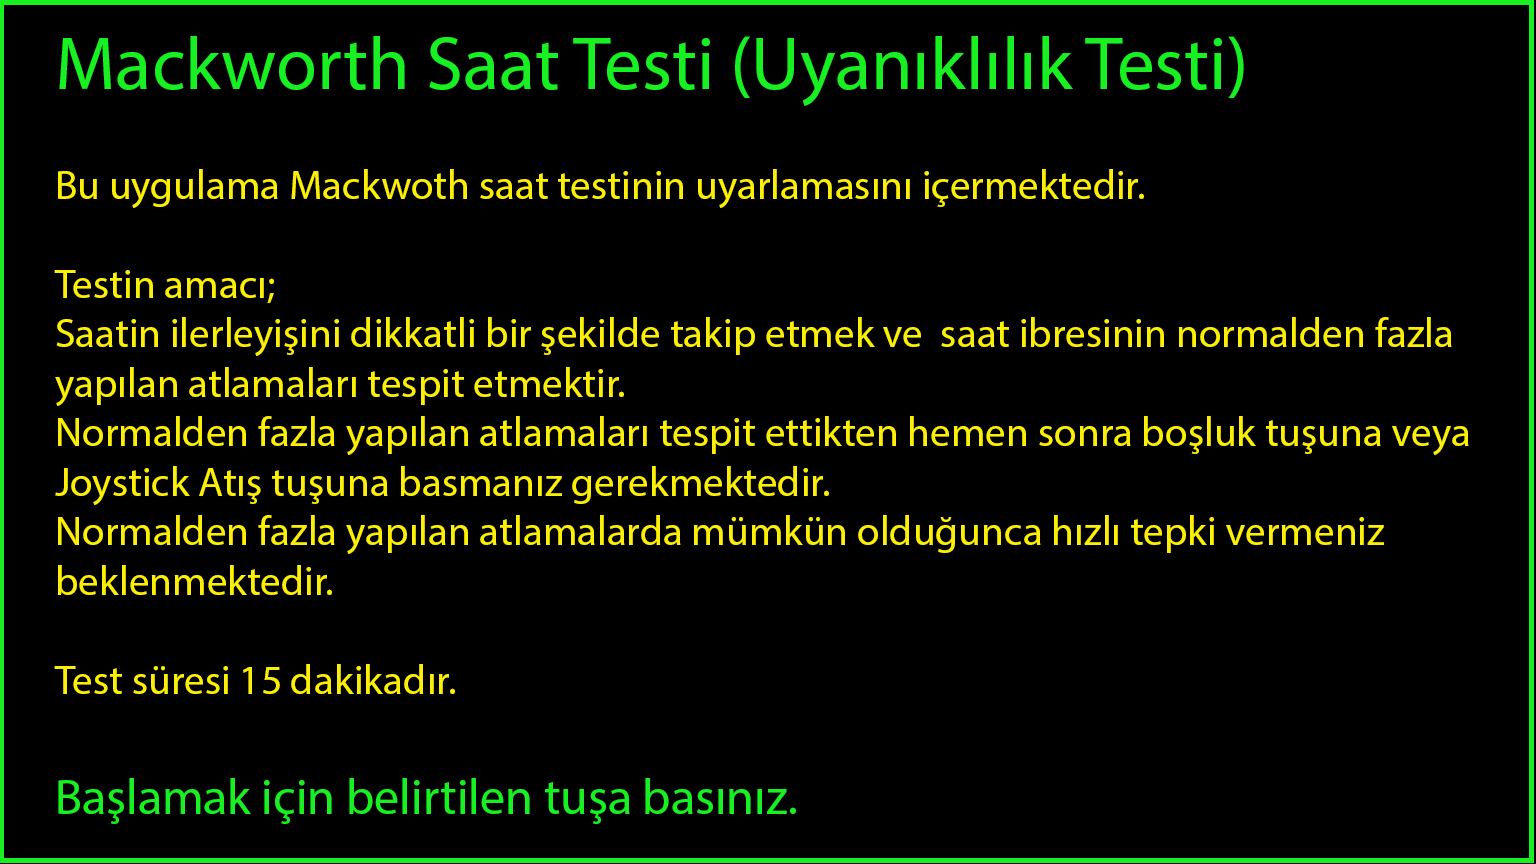 Mackworth Saat Testi (Uyanıklılık Testi)
Bu uygulama Mackwoth saat testinin uyarlamasını içermektedir.
Testin amacı;
Saatin ilerleyişini dikkatli bir şekilde takip etmek ve  saat ibresinin normalden fazla
yapılan atlamaları tespit etmektir.
Normalden fazla yapılan atlamaları tespit ettikten hemen sonra boşluk tuşuna veya
Joystick Atış tuşuna basmanız gerekmektedir.
Normalden fazla yapılan atlamalarda mümkün olduğunca hızlı tepki vermeniz
beklenmektedir.
Test süresi 15 dakikadır.
Başlamak için belirtilen tuşa basınız.